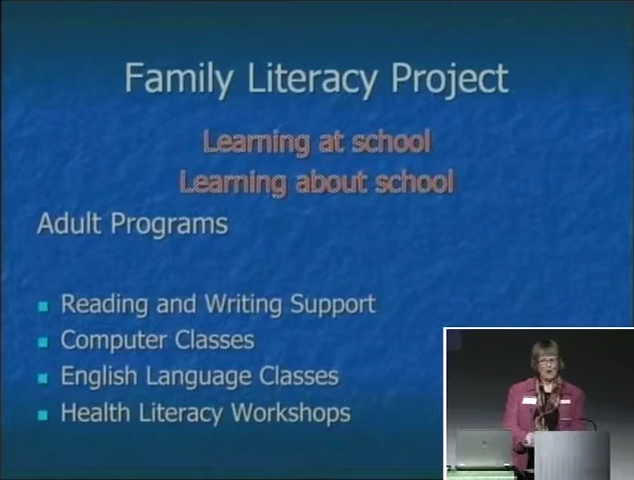 Family Literacy Project
Learning at school
Learning about school
Adult Programs
Reading and Writing Support
Computer Classes
English Language Classes
Health Literacy Workshops